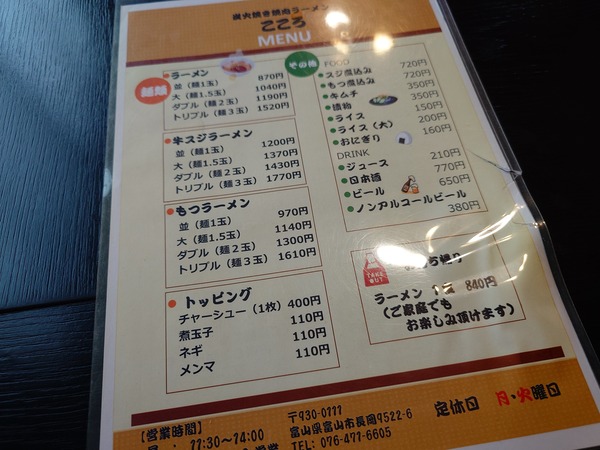 炭火焼き焼肉ラーメン
こころ
MENU
麺類
ラーメン
並（麺1玉） 870円
大（麺1.5玉） 1040円
ダブル（麺2玉） 1190円
トリプル（麺3玉） 1520円
牛スジラーメン
並（麺1玉） 1200円
大（麺1.5玉） 1370円
ダブル（麺2玉） 1430円
トリプル（麺3玉） 1770円
もつラーメン
並（麺1玉） 970円
大（麺1.5玉） 1140円
ダブル（麺2玉） 1300円
トリプル（麺3玉） 1610円
トッピング
チャーシュー（1枚） 400円
煮玉子 110円
ネギ 110円
メンマ 110円
その他
FOOD
スジ煮込み 720円
もつ煮込み 720円
キムチ 350円
漬物 350円
ライス 150円
ライス（大） 200円
おにぎり 160円
DRINK
ジュース 210円
日本酒 770円
ビール 650円
ノンアルコールビール 380円
TAKE OUT
ラーメン 840円
（ご家庭でも
お楽しみ頂けます）
【営業時間】
昼 : 11:30~14:00
〒930-0111
富山県富山市長岡9522-6
TEL: 076-471-6605
定休日 月・火曜日